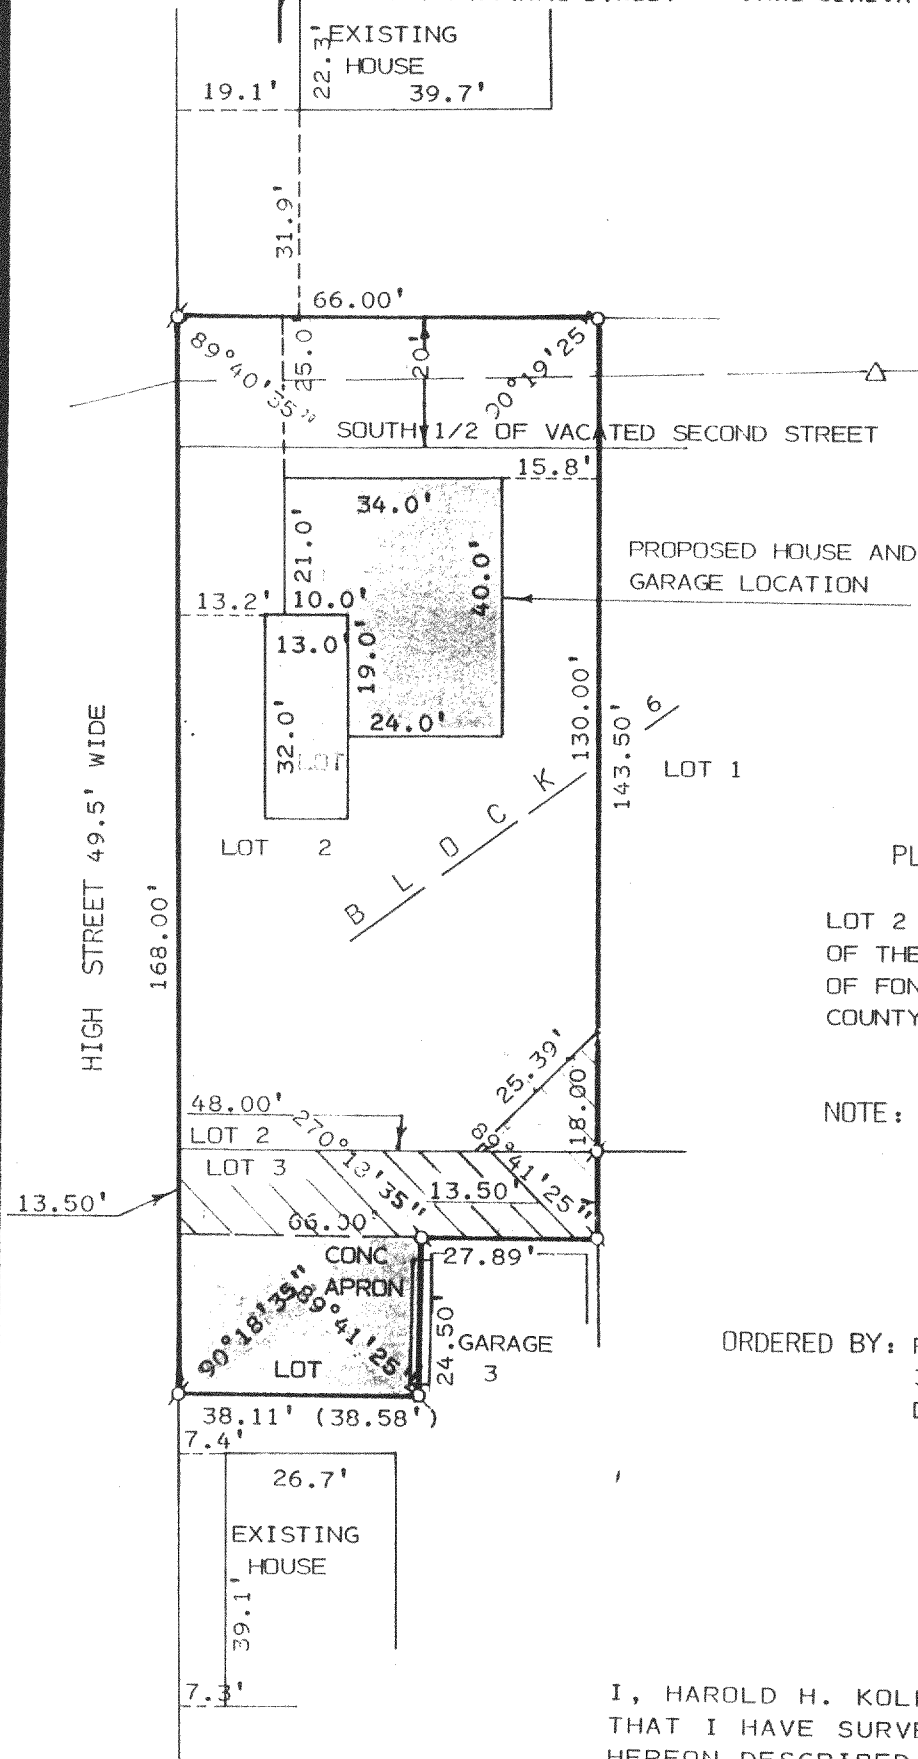 EXISTING
HOUSE
22.3'
19.1'
39.7'
31.9'
66.00'
89°40'35"
25.0
20'
90°19'25"
SOUTH 1/2 OF VACATED SECOND STREET
15.8'
34.0'
21.0'
40.0'
PROPOSED HOUSE AND
GARAGE LOCATION
13.2'
10.0'
13.0'
19.0'
24.0'
32.0'
LOT
130.00'
143.50'
6
LOT 1
HIGH STREET 49.5' WIDE
LOT 2
BLOCK
168.00'
PL
LOT 2
OF THE
OF FON
COUNTY
NOTE:
25.39'
18.00'
48.00'
LOT 2
270°18'35"
89°41'25"
LOT 3
13.50'
13.50'
66.00'
CONC
APRON
27.89'
24.50'
GARAGE
3
90°18'35"
89°41'25"
LOT
38.11' (38.58')
ORDERED BY:
7.4'
26.7'
EXISTING
HOUSE
39.1'
7.3'
I, HAROLD H. KOL
THAT I HAVE SURVE
HEREON DESCRIBED